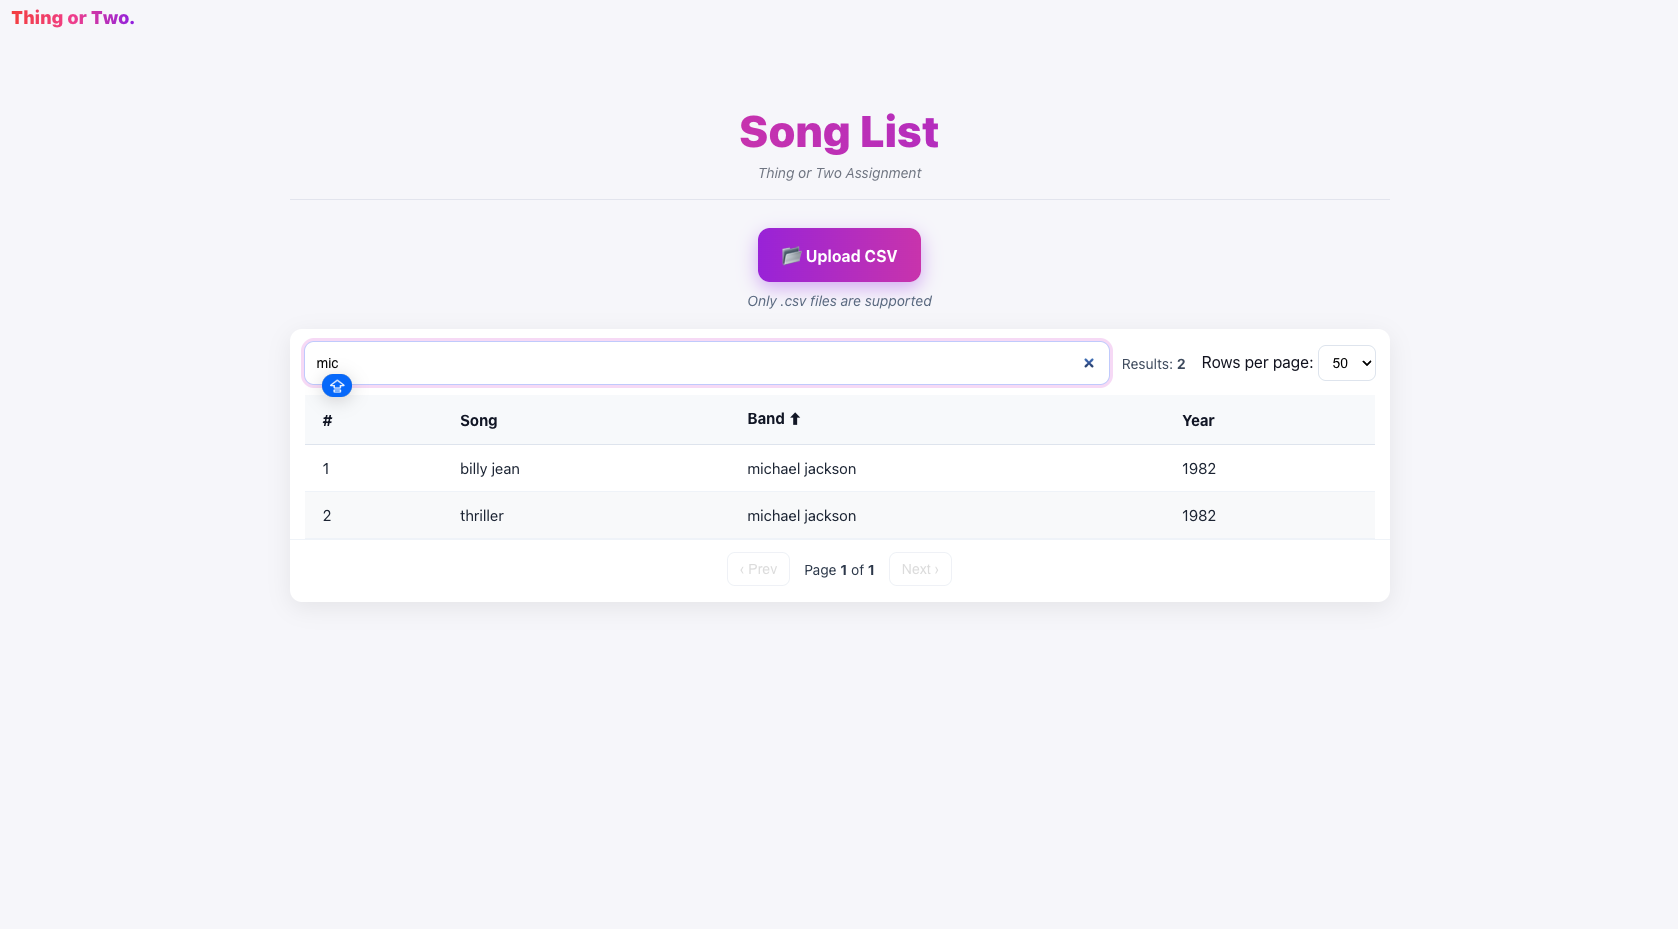 Thing or Two.
Song List
Thing or Two Assignment
Upload CSV
Only .csv files are supported
mic × Results: 2 Rows per page: 50
# Song Band ⬆ Year
1 billy jean michael jackson 1982
2 thriller michael jackson 1982
‹ Prev Page 1 of 1 Next ›